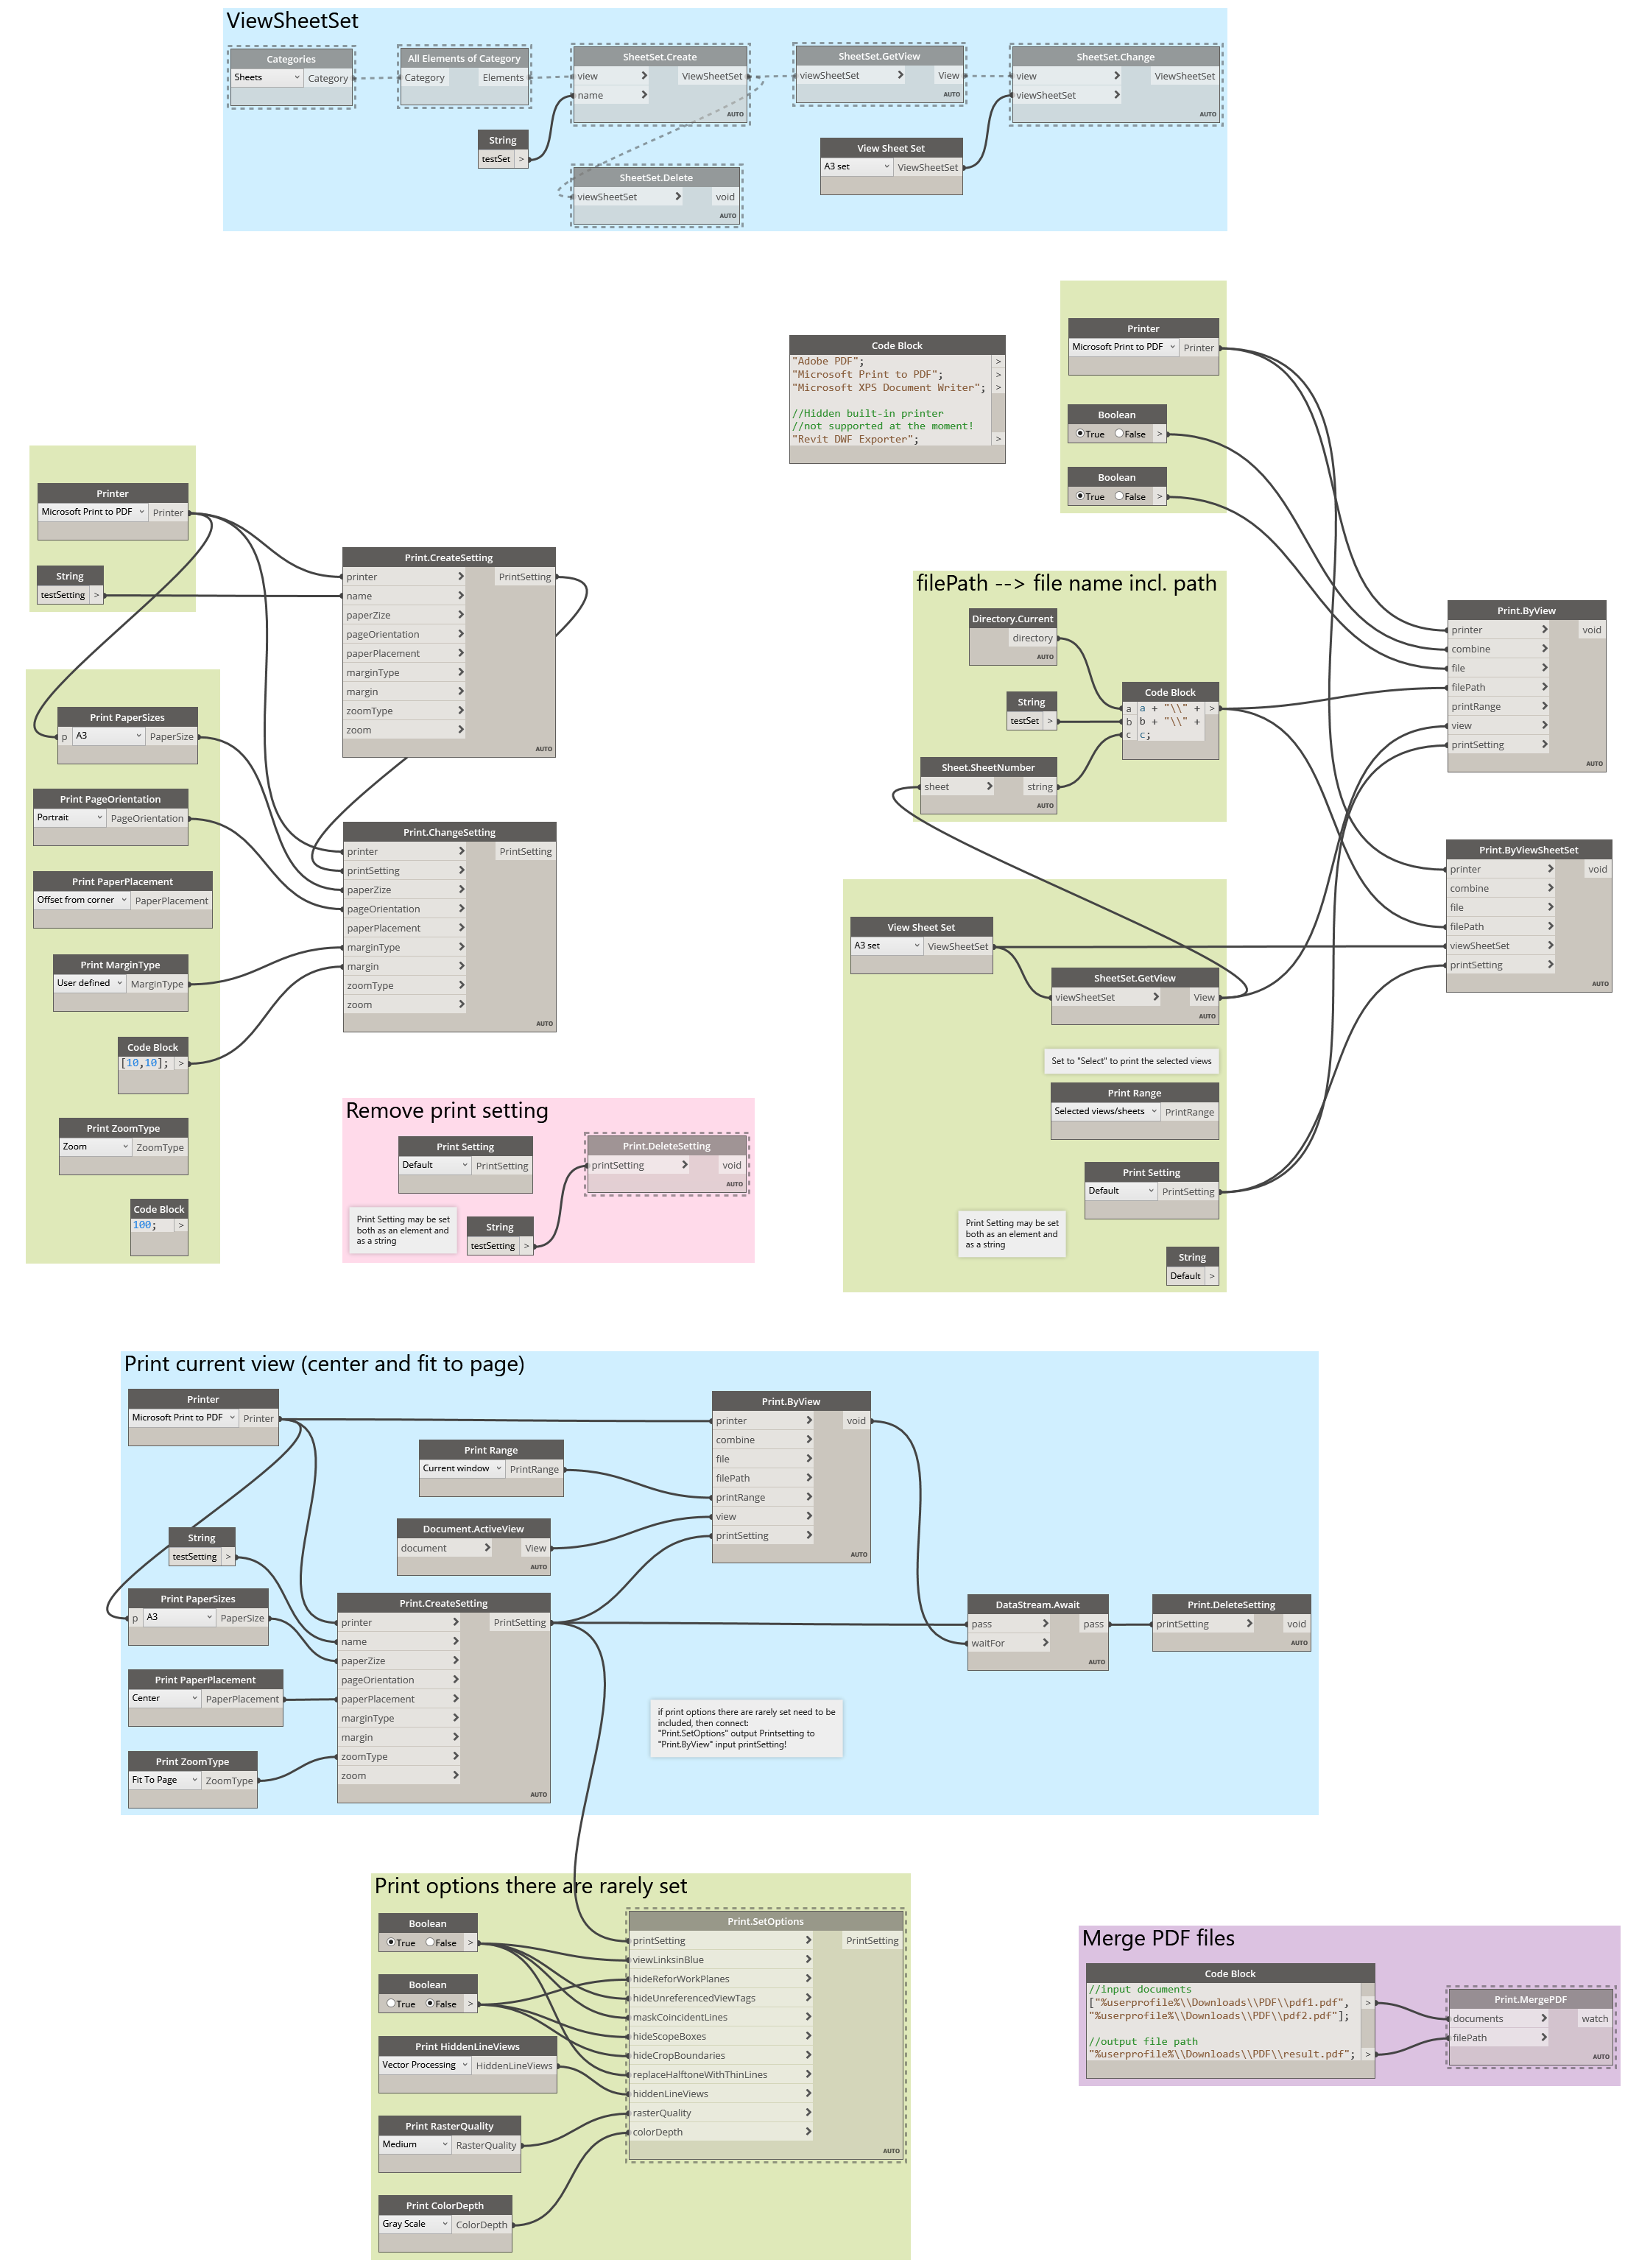 ViewSheetSet
Categories
Sheets
Category
All Elements of Category
Category
Elements
SheetSet.Create
view
ViewSheetSet
name
AUTO
SheetSet.GetView
viewSheetSet
View
AUTO
SheetSet.Change
view
ViewSheetSet
viewSheetSet
AUTO
String
testSet
>
View Sheet Set
A3 set
ViewSheetSet
SheetSet.Delete
viewSheetSet
void
AUTO
Code Block
"Adobe PDF";
>
"Microsoft Print to PDF";
>
"Microsoft XPS Document Writer";
>
//Hidden built-in printer
//not supported at the moment!
"Revit DWF Exporter";
>
Printer
Microsoft Print to PDF
Printer
Boolean
True
False
>
Boolean
True
False
>
Printer
Microsoft Print to PDF
Printer
String
testSetting
>
Print.CreateSetting
printer
PrintSetting
name
paperZize
pageOrientation
paperPlacement
marginType
margin
zoomType
zoom
AUTO
Print PaperSizes
p
A3
PaperSize
Print PageOrientation
Portrait
PageOrientation
Print PaperPlacement
Offset from corner
PaperPlacement
Print MarginType
User defined
MarginType
Code Block
[10,10];
>
Print ZoomType
Zoom
ZoomType
Code Block
100;
>
Print.ChangeSetting
printer
PrintSetting
printSetting
paperZize
pageOrientation
paperPlacement
marginType
margin
zoomType
zoom
AUTO
filePath --> file name incl. path
Directory.Current
directory
AUTO
String
testSet
>
Code Block
a
a + "\\" +
>
b
b + "\\" +
c
c;
Sheet.SheetNumber
sheet
string
AUTO
Print.ByView
printer
void
combine
file
filePath
printRange
view
printSetting
AUTO
Print.ByViewSheetSet
printer
void
combine
file
filePath
viewSheetSet
printSetting
AUTO
View Sheet Set
A3 set
ViewSheetSet
SheetSet.GetView
viewSheetSet
View
AUTO
Set to "Select" to print the selected views
Print Range
Selected views/sheets
PrintRange
Print Setting
Default
PrintSetting
Print Setting may be set
both as an element and
as a string
String
Default
>
Remove print setting
Print Setting
Default
PrintSetting
Print.DeleteSetting
printSetting
void
AUTO
Print Setting may be set
both as an element and
as a string
String
testSetting
>
Print current view (center and fit to page)
Printer
Microsoft Print to PDF
Printer
Print Range
Current window
PrintRange
Document.ActiveView
document
View
AUTO
Print.ByView
printer
void
combine
file
filePath
printRange
view
printSetting
AUTO
String
testSetting
>
Print PaperSizes
p
A3
PaperSize
Print PaperPlacement
Center
PaperPlacement
Print ZoomType
Fit To Page
ZoomType
Print.CreateSetting
printer
PrintSetting
name
paperZize
pageOrientation
paperPlacement
marginType
margin
zoomType
zoom
AUTO
DataStream.Await
pass
pass
waitFor
AUTO
Print.DeleteSetting
printSetting
void
AUTO
if print options there are rarely set need to be
included, then connect:
"Print.SetOptions" output Printsetting to
"Print.ByView" input printSetting!
Print options there are rarely set
Boolean
True
False
>
Boolean
True
False
>
Print HiddenLineViews
Vector Processing
HiddenLineViews
Print RasterQuality
Medium
RasterQuality
Print ColorDepth
Gray Scale
ColorDepth
Print.SetOptions
printSetting
PrintSetting
viewLinksinBlue
hideReforWorkPlanes
hideUnreferencedViewTags
maskCoincidentLines
hideScopeBoxes
hideCropBoundaries
replaceHalftoneWithThinLines
hiddenLineViews
rasterQuality
colorDepth
AUTO
Merge PDF files
Code Block
//input documents
["%userprofile%\\Downloads\\PDF\\pdf1.pdf",
>
"%userprofile%\\Downloads\\PDF\\pdf2.pdf"];
//output file path
"%userprofile%\\Downloads\\PDF\\result.pdf";
>
Print.MergePDF
documents
watch
filePath
AUTO